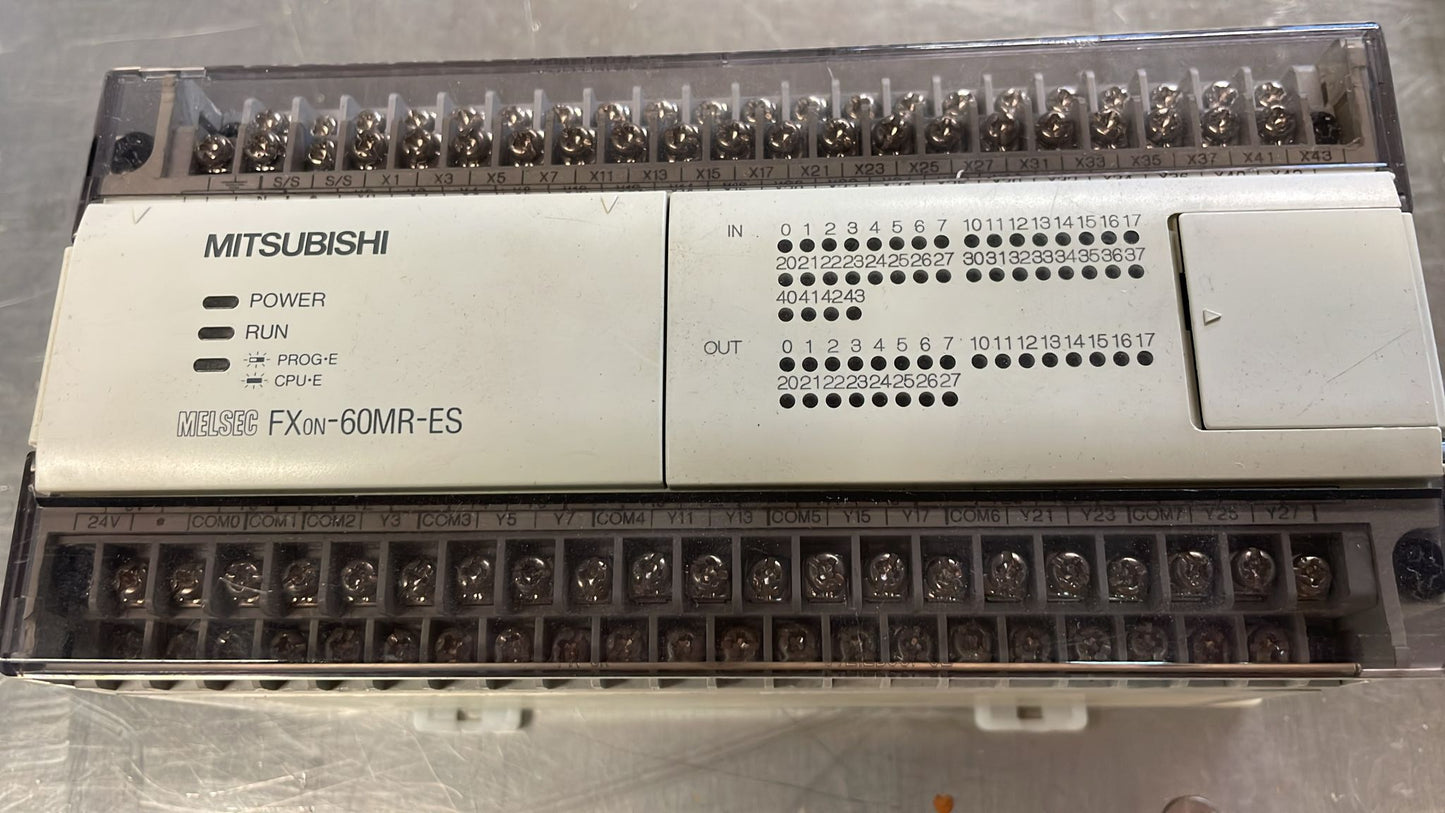 S/S S/S X1 X3 X5 X7 X11 X13 X15 X17 X21 X23 X25 X27 X31 X33 X35 X37 X41 X43
MITSUBISHI
POWER
RUN
PROG·E
CPU·E
MELSEC FX0N-60MR-ES
IN 0 1 2 3 4 5 6 7 10 11 12 13 14 15 16 17
20 21 22 23 24 25 26 27 30 31 32 33 34 35 36 37
40 41 42 43
OUT 0 1 2 3 4 5 6 7 10 11 12 13 14 15 16 17
20 21 22 23 24 25 26 27
24V COM0 COM1 COM2 Y3 COM3 Y5 Y7 COM4 Y11 Y13 COM5 Y15 Y17 COM6 Y21 Y23 COM7 Y25 Y27